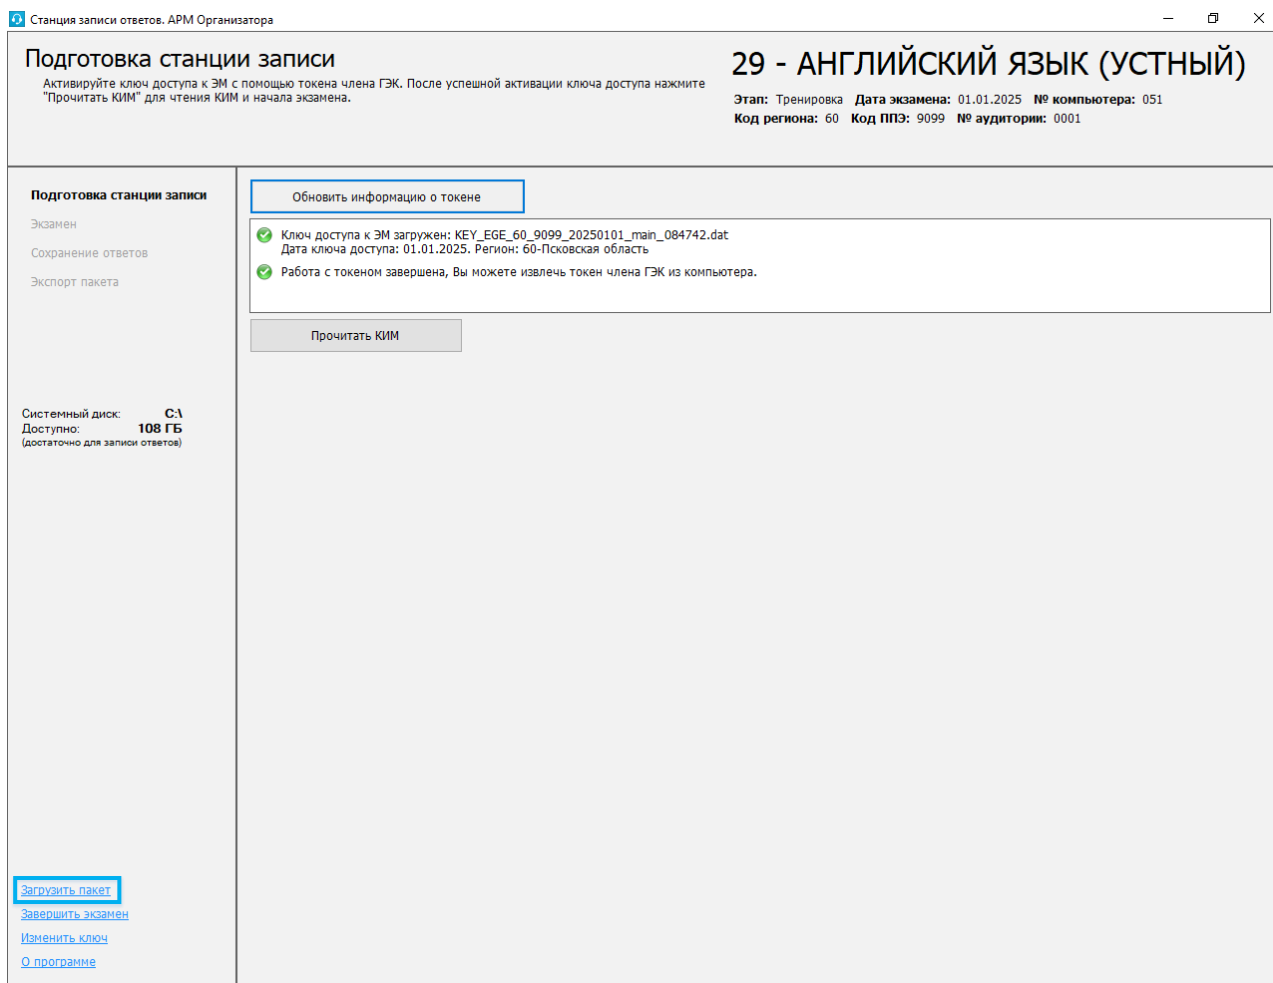 Станция записи ответов. АРМ Организатора
Подготовка станции записи
Активируйте ключ доступа к ЭМ с помощью токена члена ГЭК. После успешной активации ключа доступа нажмите
"Прочитать КИМ" для чтения КИМ и начала экзамена.
29 - АНГЛИЙСКИЙ ЯЗЫК (УСТНЫЙ)
Этап: Тренировка Дата экзамена: 01.01.2025 № компьютера: 051
Код региона: 60 Код ППЭ: 9099 № аудитории: 0001
Подготовка станции записи
Экзамен
Сохранение ответов
Экспорт пакета
Системный диск: C:\
Доступно: 108 ГБ
(достаточно для записи ответов)
Загрузить пакет
Завершить экзамен
Изменить ключ
О программе
Обновить информацию о токене
Ключ доступа к ЭМ загружен: KEY_EGE_60_9099_20250101_main_084742.dat
Дата ключа доступа: 01.01.2025. Регион: 60-Псковская область
Работа с токеном завершена, Вы можете извлечь токен члена ГЭК из компьютера.
Прочитать КИМ